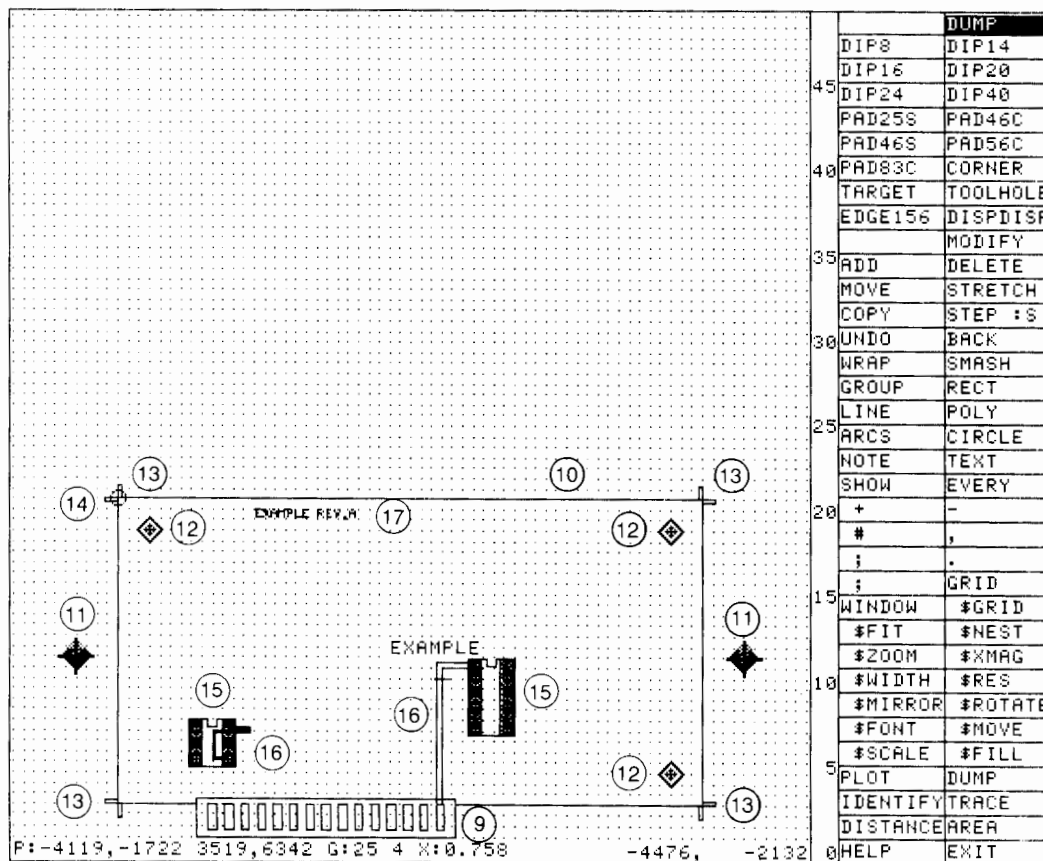 DUMP
DIP8 DIP14
DIP16 DIP20
45
DIP24 DIP40
PAD25S PAD46C
PAD46S PAD56C
40
PAD83C CORNER
TARGET TOOLHOLE
EDGE156 DISPDISP
MODIFY
35
ADD DELETE
MOVE STRETCH
COPY STEP :S
30
UNDO BACK
WRAP SMASH
GROUP RECT
LINE POLY
25
ARCS CIRCLE
NOTE TEXT
SHOW EVERY
20
+ -
# ,
; .
; GRID
15
WINDOW $GRID
$FIT $NEST
$ZOOM $XMAG
10
$WIDTH $RES
$MIRROR $ROTATE
$FONT $MOVE
$SCALE $FILL
5
PLOT DUMP
IDENTIFY TRACE
DISTANCE AREA
0
HELP EXIT
13 10 13
14
EXAMPLE REV.A 17
12 12
11 11
EXAMPLE
15 15
16
16
12
13 13
9
P:-4119,-1722 3519,6342 G:25 4 X:0.758 -4476, -2132